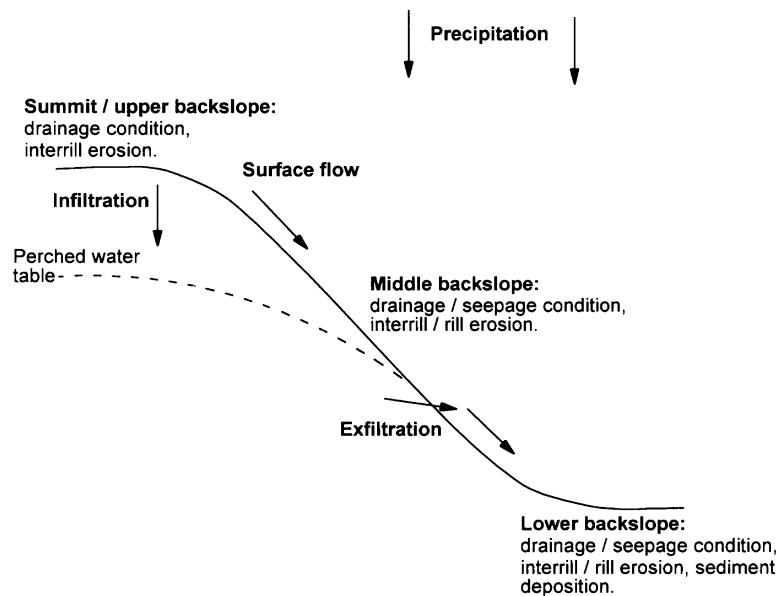 Precipitation
Summit / upper backslope:
drainage condition,
interrill erosion.
Surface flow
Infiltration
Perched water
table
Middle backslope:
drainage / seepage condition,
interrill / rill erosion.
Exfiltration
Lower backslope:
drainage / seepage condition,
interrill / rill erosion, sediment
deposition.